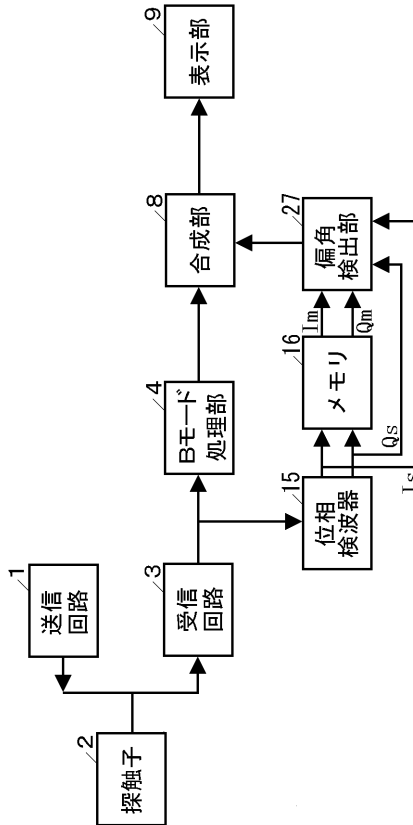 1
送信
回路
2
探触子
3
受信
回路
4
Bモード
処理部
8
合成部
9
表示部
15
位相
検波器
16
メモリ
27
偏角
検出部
Im
Qm
Qs
Is